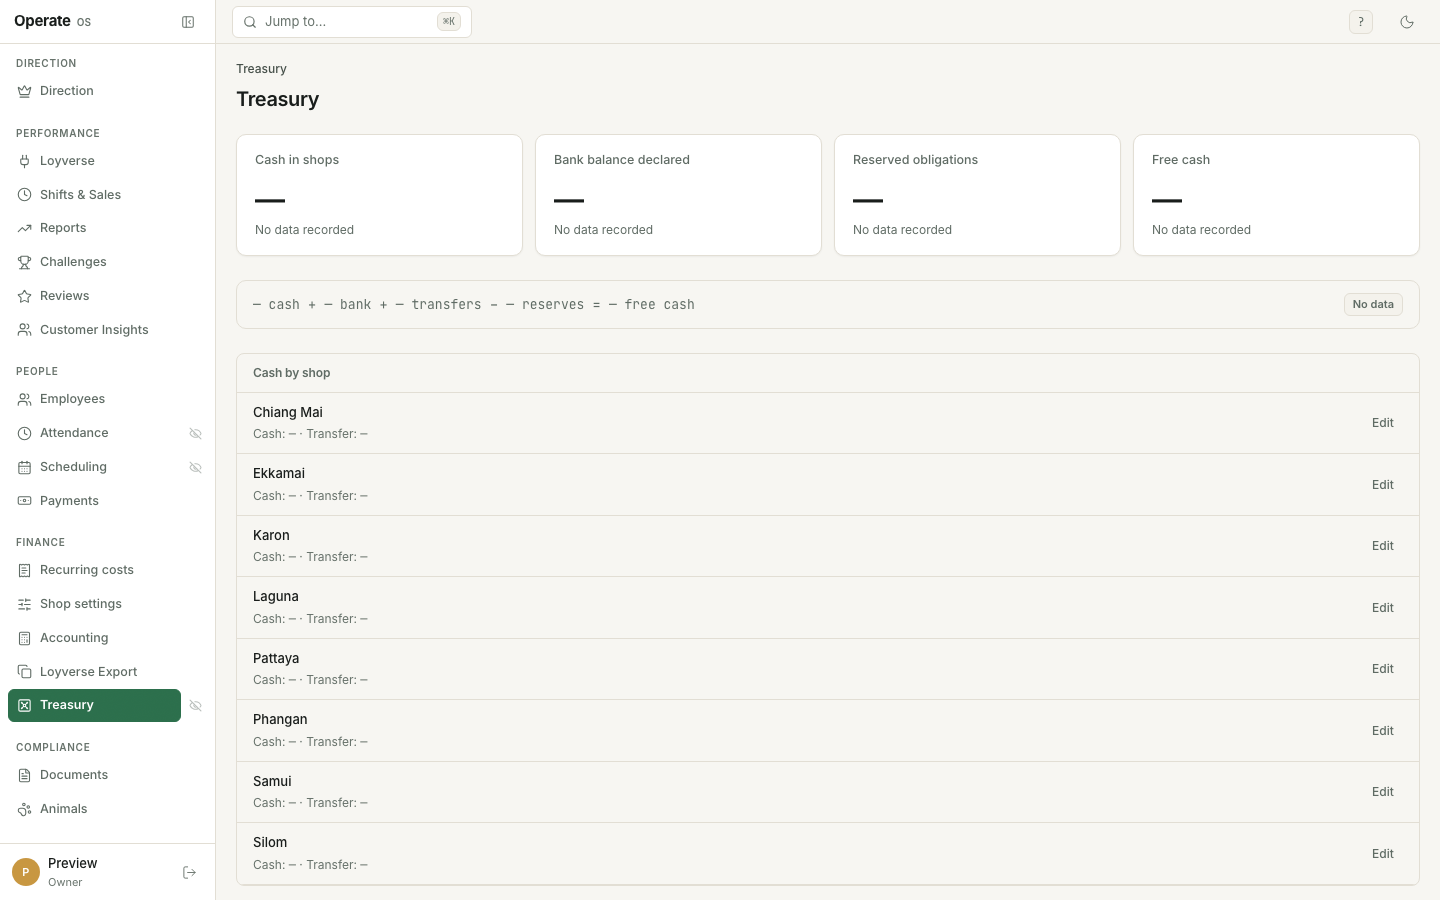 Operate os
Jump to...
⌘K
?
DIRECTION
Direction
PERFORMANCE
Loyverse
Shifts & Sales
Reports
Challenges
Reviews
Customer Insights
PEOPLE
Employees
Attendance
Scheduling
Payments
FINANCE
Recurring costs
Shop settings
Accounting
Loyverse Export
Treasury
COMPLIANCE
Documents
Animals
P
Preview
Owner
Treasury
Treasury
Cash in shops
—
No data recorded
Bank balance declared
—
No data recorded
Reserved obligations
—
No data recorded
Free cash
—
No data recorded
— cash + — bank + — transfers − — reserves = — free cash
No data
Cash by shop
Chiang Mai
Cash: — · Transfer: —
Edit
Ekkamai
Cash: — · Transfer: —
Edit
Karon
Cash: — · Transfer: —
Edit
Laguna
Cash: — · Transfer: —
Edit
Pattaya
Cash: — · Transfer: —
Edit
Phangan
Cash: — · Transfer: —
Edit
Samui
Cash: — · Transfer: —
Edit
Silom
Cash: — · Transfer: —
Edit